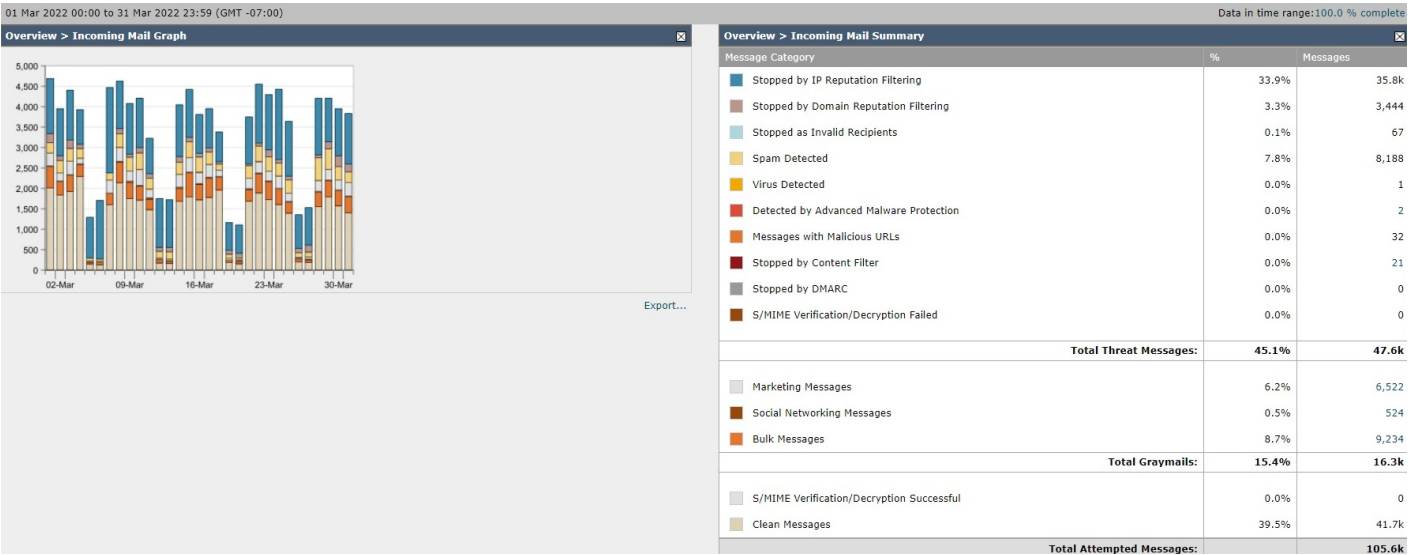 01 Mar 2022 00:00 to 31 Mar 2022 23:59 (GMT -07:00)
Data in time range:100.0 % complete
Overview > Incoming Mail Graph
5,000
4,500
4,000
3,500
3,000
2,500
2,000
1,500
1,000
500
0
02-Mar 09-Mar 16-Mar 23-Mar 30-Mar
Export...
Overview > Incoming Mail Summary
Message Category % Messages
Stopped by IP Reputation Filtering 33.9% 35.8k
Stopped by Domain Reputation Filtering 3.3% 3,444
Stopped as Invalid Recipients 0.1% 67
Spam Detected 7.8% 8,188
Virus Detected 0.0% 1
Detected by Advanced Malware Protection 0.0% 2
Messages with Malicious URLs 0.0% 32
Stopped by Content Filter 0.0% 21
Stopped by DMARC 0.0% 0
S/MIME Verification/Decryption Failed 0.0% 0
Total Threat Messages: 45.1% 47.6k
Marketing Messages 6.2% 6,522
Social Networking Messages 0.5% 524
Bulk Messages 8.7% 9,234
Total Graymails: 15.4% 16.3k
S/MIME Verification/Decryption Successful 0.0% 0
Clean Messages 39.5% 41.7k
Total Attempted Messages: 105.6k